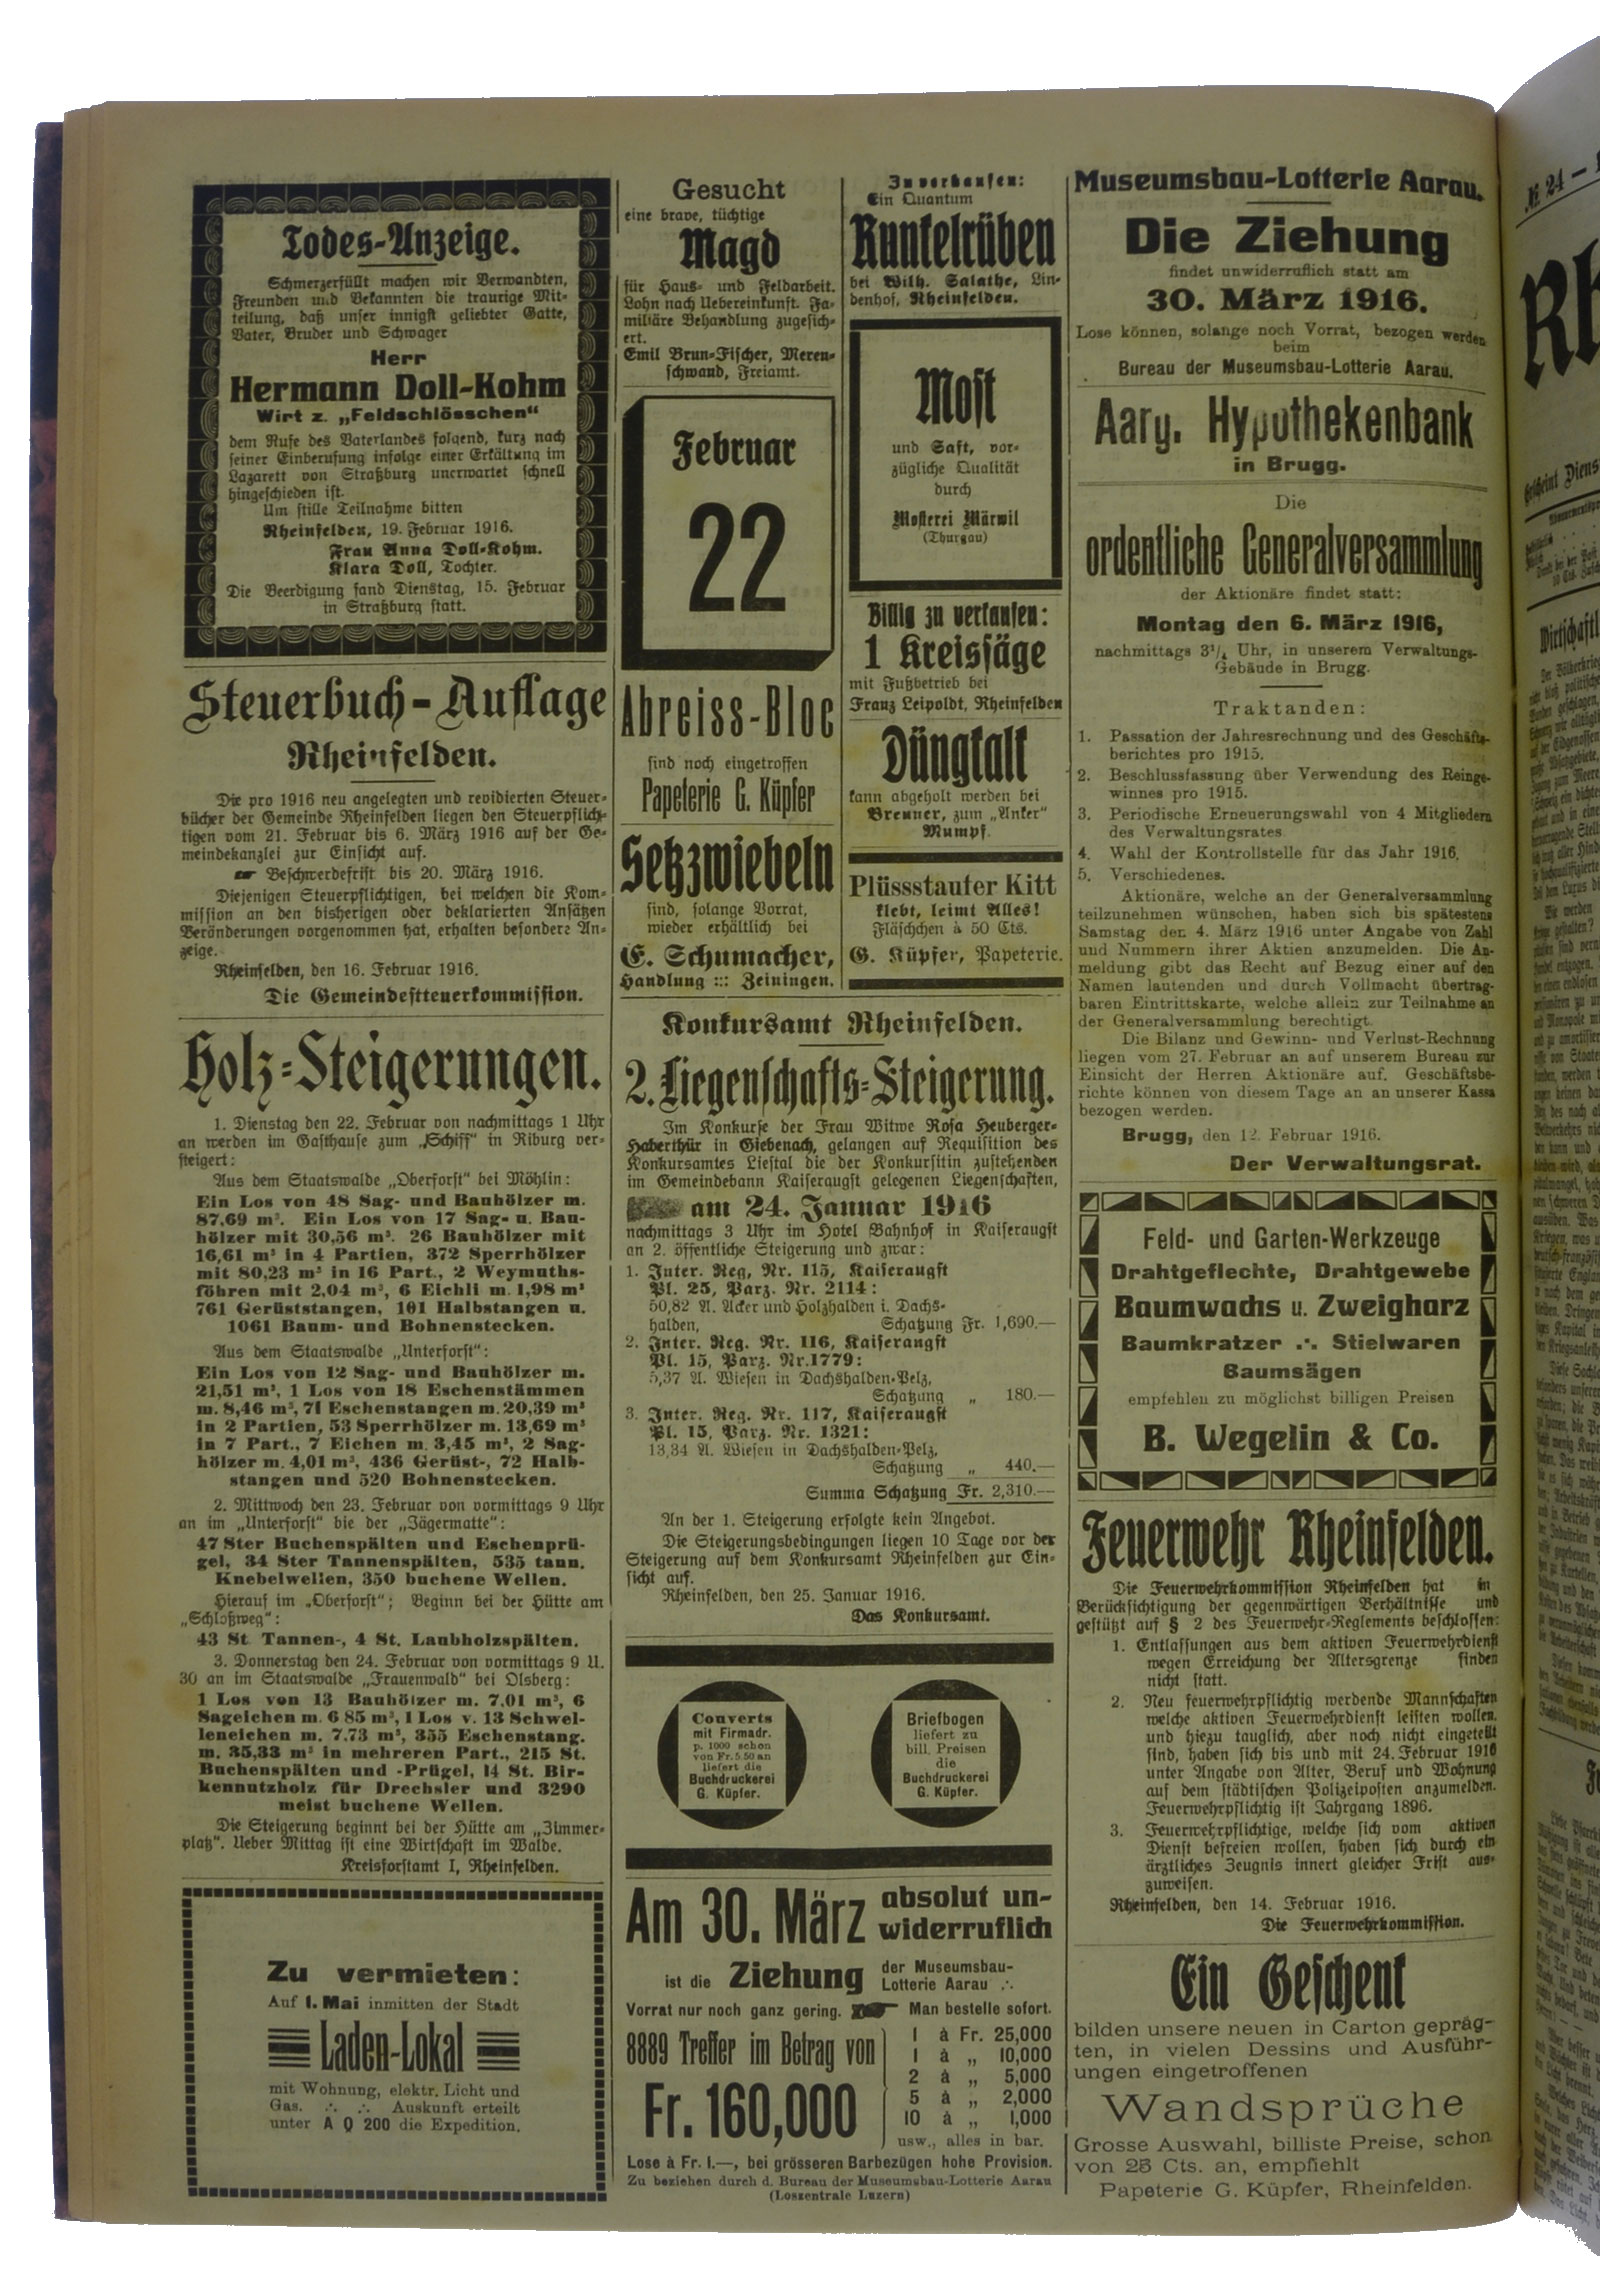 Todes-Anzeige.
Schmerzerfüllt machen wir Verwandten,
Freunden und Bekannten die traurige Mit-
teilung, daß unser innigst geliebter Gatte,
Vater, Bruder und Schwager
Herr
Hermann Doll-Kohm
Wirt z. „Feldschlösschen“
dem Rufe des Vaterlandes folgend, kurz nach
seiner Einberufung infolge einer Erkältung im
Lazarett von Straßburg unerwartet schnell
hingeschieden ist.
Um stille Teilnahme bitten
Rheinfelden, 19. Februar 1916.
Frau Anna Doll-Kohm.
Klara Doll, Tochter.
Die Beerdigung fand Dienstag, 15. Februar
in Straßburg statt.
Steuerbuch-Auflage
Rheinfelden.
Die pro 1916 neu angelegten und revidierten Steuer-
bücher der Gemeinde Rheinfelden liegen den Steuerpflich-
tigen vom 21. Februar bis 6. März 1916 auf der Ge-
meindekanzlei zur Einsicht auf.
☛ Beschwerdefrist bis 20. März 1916.
Diejenigen Steuerpflichtigen, bei welchen die Kom-
mission an den bisherigen oder deklarierten Ansätzen
Veränderungen vorgenommen hat, erhalten besondere An-
zeige.
Rheinfelden, den 16. Februar 1916.
Die Gemeindestteuerkommission.
Holz-Steigerungen.
1. Dienstag den 22. Februar von nachmittags 1 Uhr
an werden im Gasthause zum „Schiff“ in Riburg ver-
steigert:
Aus dem Staatswalde „Oberforst“ bei Möhlin:
Ein Los von 48 Sag- und Bauhölzer m.
87,69 m³. Ein Los von 17 Sag- u. Bau-
hölzer mit 30,56 m³. 26 Bauhölzer mit
16,61 m³ in 4 Partien, 372 Sperrhölzer
mit 80,23 m³ in 16 Part., 2 Weymuths-
föhren mit 2,04 m³, 6 Eichli m. 1,98 m³
761 Gerüststangen, 101 Halbstangen u.
1061 Baum- und Bohnenstecken.
Aus dem Staatswalde „Unterforst“:
Ein Los von 12 Sag- und Bauhölzer m.
21,51 m³, 1 Los von 18 Eschenstämmen
m. 8,46 m³, 71 Eschenstangen m. 20,39 m³
in 2 Partien, 53 Sperrhölzer m. 13,69 m³
in 7 Part., 7 Eichen m. 3,45 m³, 2 Sag-
hölzer m. 4,01 m³, 436 Gerüst-, 72 Halb-
stangen und 520 Bohnenstecken.
2. Mittwoch den 23. Februar von vormittags 9 Uhr
an im „Unterforst“ bie der „Jägermatte“:
47 Ster Buchenspälten und Eschenprü-
gel, 34 Ster Tannenspälten, 535 tann.
Knebelwellen, 350 buchene Wellen.
Hierauf im „Oberforst“; Beginn bei der Hütte am
„Schloßweg“:
43 St. Tannen-, 4 St. Laubholzspälten.
3. Donnerstag den 24. Februar von vormittags 9 U.
30 an im Staatswalde „Frauenwald“ bei Olsberg:
1 Los von 13 Bauhölzer m. 7,01 m³, 6
Sageichen m. 6 85 m³, 1 Los v. 13 Schwel-
leneichen m. 7,73 m³, 355 Eschenstang.
m. 35,33 m³ in mehreren Part., 215 St.
Buchenspälten und -Prügel, 14 St. Bir-
kennutzholz für Drechsler und 3290
meist buchene Wellen.
Die Steigerung beginnt bei der Hütte am „Zimmer-
platz“. Ueber Mittag ist eine Wirtschaft im Walde.
Kreisforstamt I, Rheinfelden.
Zu vermieten:
Auf 1. Mai inmitten der Stadt
Laden-Lokal
mit Wohnung, elektr. Licht und
Gas. ∴ ∴ Auskunft erteilt
unter A Q 200 die Expedition.
Gesucht
eine brave, tüchtige
Magd
für Haus- und Feldarbeit.
Lohn nach Uebereinkunft. Fa-
miliäre Behandlung zugesich-
ert.
Emil Brun-Fischer, Meren-
schwand, Freiamt.
Februar
22
Abreiss-Bloc
sind noch eingetroffen
Papeterie G. Küpfer
Setzzwiebeln
sind, solange Vorrat,
wieder erhältlich bei
E. Schumacher,
Handlung ::: Zeiningen.
Zu verkaufen:
Ein Quantum
Runkelrüben
bei Wilh. Salathe, Lin-
denhof, Rheinfelden.
Most
und Saft, vor-
zügliche Qualität
durch
Mosterei Märwil
(Thurgau)
Billig zu verkaufen:
1 Kreissäge
mit Fußbetrieb bei
Franz Leipoldt, Rheinfelden
Düngkalk
kann abgeholt werden bei
Brenner, zum „Anker“
Mumpf.
Plüssstaufer Kitt
klebt, leimt Alles!
Fläschchen à 50 Cts.
G. Küpfer, Papeterie.
Konkursamt Rheinfelden.
2. Liegenschafts-Steigerung.
Im Konkurse der Frau Witwe Rosa Heuberger-
Haberthür in Giebenach, gelangen auf Requisition des
Konkursamtes Liestal die der Konkursitin zustehenden
im Gemeindebann Kaiseraugst gelegenen Liegenschaften,
am 24. Januar 1916
nachmittags 3 Uhr im Hotel Bahnhof in Kaiseraugst
an 2. öffentliche Steigerung und zwar:
1. Inter. Reg, Nr. 115, Kaiseraugst
Pl. 25, Parz. Nr. 2114:
50,82 A. Acker und Holzhalden i. Dachs-
halden, Schatzung Fr. 1,690.—
2. Inter. Reg. Nr. 116, Kaiseraugst
Pl. 15, Parz. Nr.1779:
5,37 A. Wiesen in Dachshalden-Pelz,
Schatzung „ 180.—
3. Inter. Reg. Nr. 117, Kaiseraugst
Pl. 15, Parz. Nr. 1321:
13,34 A. Wiesen in Dachshalden-Pelz,
Schatzung „ 440.—
Summa Schatzung Fr. 2,310.—
An der 1. Steigerung erfolgte kein Angebot.
Die Steigerungsbedingungen liegen 10 Tage vor der
Steigerung auf dem Konkursamt Rheinfelden zur Ein-
sicht auf.
Rheinfelden, den 25. Januar 1916.
Das Konkursamt.
Couverts
mit Firmadr.
p. 1000 schon
von Fr. 5.50 an
liefert die
Buchdruckerei
G. Küpfer.
Briefbogen
liefert zu
bill. Preisen
die
Buchdruckerei
G. Küpfer.
Am 30. März absolut un-
widerruflich
ist die Ziehung der Museumsbau-
Lotterie Aarau ∴
Vorrat nur noch ganz gering. ☛ Man bestelle sofort.
8889 Treffer im Betrag von
Fr. 160,000
1 à Fr. 25,000
1 à „ 10,000
2 à „ 5,000
5 à „ 2,000
10 à „ 1,000
usw., alles in bar.
Lose à Fr. 1.—, bei grösseren Barbezügen hohe Provision.
Zu beziehen durch d. Bureau der Museumsbau-Lotterie Aarau
(Loszentrale Luzern)
Museumsbau-Lotterie Aarau.
Die Ziehung
findet unwiderruflich statt am
30. März 1916.
Lose können, solange noch Vorrat, bezogen werden
beim
Bureau der Museumsbau-Lotterie Aarau.
Aarg. Hypothekenbank
in Brugg.
Die
ordentliche Generalversammlung
der Aktionäre findet statt:
Montag den 6. März 1916,
nachmittags 3¹/₄ Uhr, in unserem Verwaltungs-
Gebäude in Brugg.
Traktanden:
1. Passation der Jahresrechnung und des Geschäfts-
berichtes pro 1915.
2. Beschlussfassung über Verwendung des Reinge-
winnes pro 1915.
3. Periodische Erneuerungswahl von 4 Mitgliedern
des Verwaltungsrates.
4. Wahl der Kontrollstelle für das Jahr 1916.
5. Verschiedenes.
Aktionäre, welche an der Generalversammlung
teilzunehmen wünschen, haben sich bis spätestens
Samstag den 4. März 1916 unter Angabe von Zahl
und Nummern ihrer Aktien anzumelden. Die An-
meldung gibt das Recht auf Bezug einer auf den
Namen lautenden und durch Vollmacht übertrag-
baren Eintrittskarte, welche allein zur Teilnahme an
der Generalversammlung berechtigt.
Die Bilanz und Gewinn- und Verlust-Rechnung
liegen vom 27. Februar an auf unserem Bureau zur
Einsicht der Herren Aktionäre auf. Geschäftsbe-
richte können von diesem Tage an an unserer Kassa
bezogen werden.
Brugg, den 12. Februar 1916.
Der Verwaltungsrat.
Feld- und Garten-Werkzeuge
Drahtgeflechte, Drahtgewebe
Baumwachs u. Zweigharz
Baumkratzer ∴ Stielwaren
Baumsägen
empfehlen zu möglichst billigen Preisen
B. Wegelin & Co.
Feuerwehr Rheinfelden.
Die Feuerwehrkommission Rheinfelden hat in
Berücksichtigung der gegenwärtigen Verhältnisse und
gestützt auf § 2 des Feuerwehr-Reglements beschlossen:
1. Entlassungen aus dem aktiven Feuerwehrdienst
wegen Erreichung der Altersgrenze finden
nicht statt.
2. Neu feuerwehrpflichtig werdende Mannschaften
welche aktiven Feuerwehrdienst leisten wollen,
und hiezu tauglich, aber noch nicht eingeteilt
sind, haben sich bis und mit 24. Februar 1916
unter Angabe von Alter, Beruf und Wohnung
auf dem städtischen Polizeiposten anzumelden.
Feuerwehrpflichtig ist Jahrgang 1896.
3. Feuerwehrpflichtige, welche sich vom aktiven
Dienst befreien wollen, haben sich durch ein
ärztliches Zeugnis innert gleicher Frist aus-
zuweisen.
Rheinfelden, den 14. Februar 1916.
Die Feuerwehrkommission.
Ein Geschenk
bilden unsere neuen in Carton gepräg-
ten, in vielen Dessins und Ausführ-
ungen eingetroffenen
Wandsprüche
Grosse Auswahl, billiste Preise, schon
von 25 Cts. an, empfiehlt
Papeterie G. Küpfer, Rheinfelden.
№ 24 —
Rh
Erscheint Diens